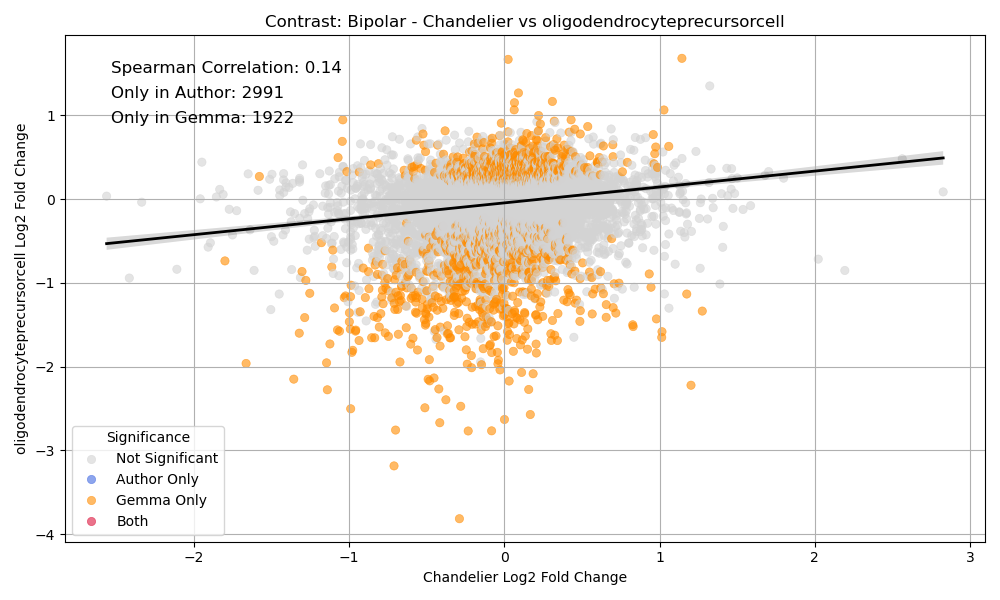 Contrast: Bipolar - Chandelier vs oligodendrocyteprecursorcell
Spearman Correlation: 0.14
Only in Author: 2991
Only in Gemma: 1922
oligodendrocyteprecursorcell Log2 Fold Change
1
0
−1
−2
−3
−4
Significance
Not Significant
Author Only
Gemma Only
Both
−2 −1 0 1 2 3
Chandelier Log2 Fold Change